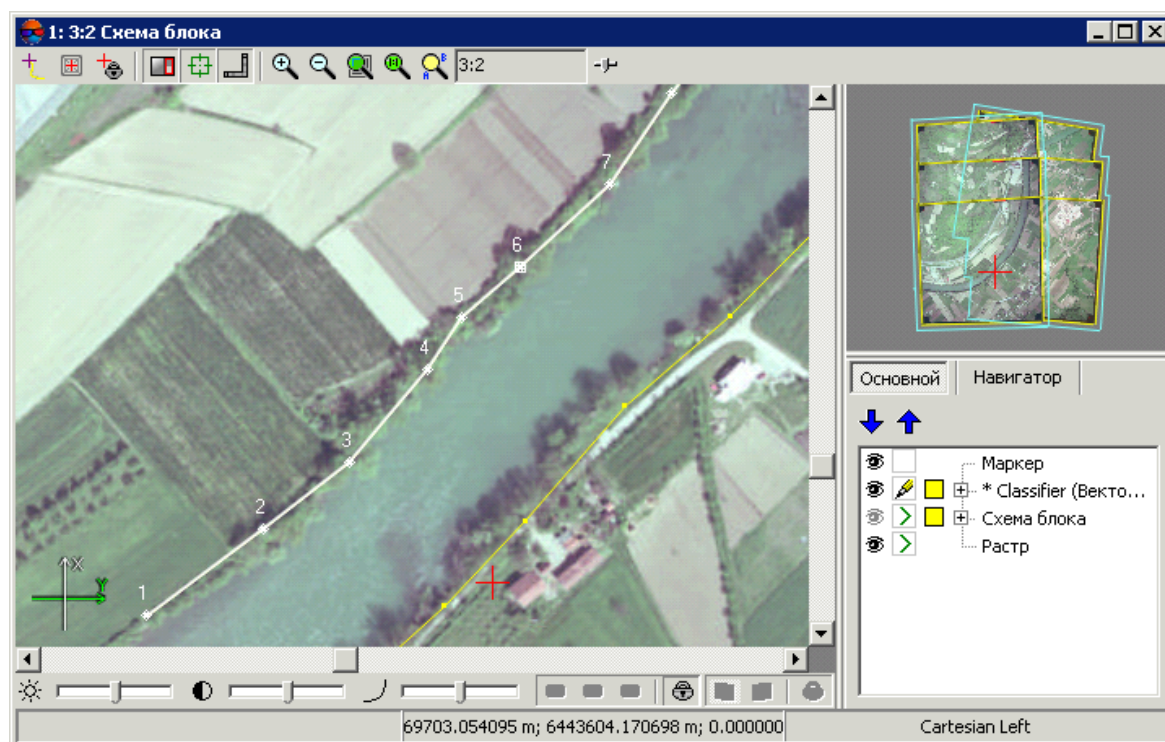 1: 3:2 Схема блока
3:2
7
6
5
4
3
2
1
X
Y
Основной
Навигатор
Маркер
* Classifier (Векто...
Схема блока
Растр
69703.054095 m; 6443604.170698 m; 0.000000
Cartesian Left